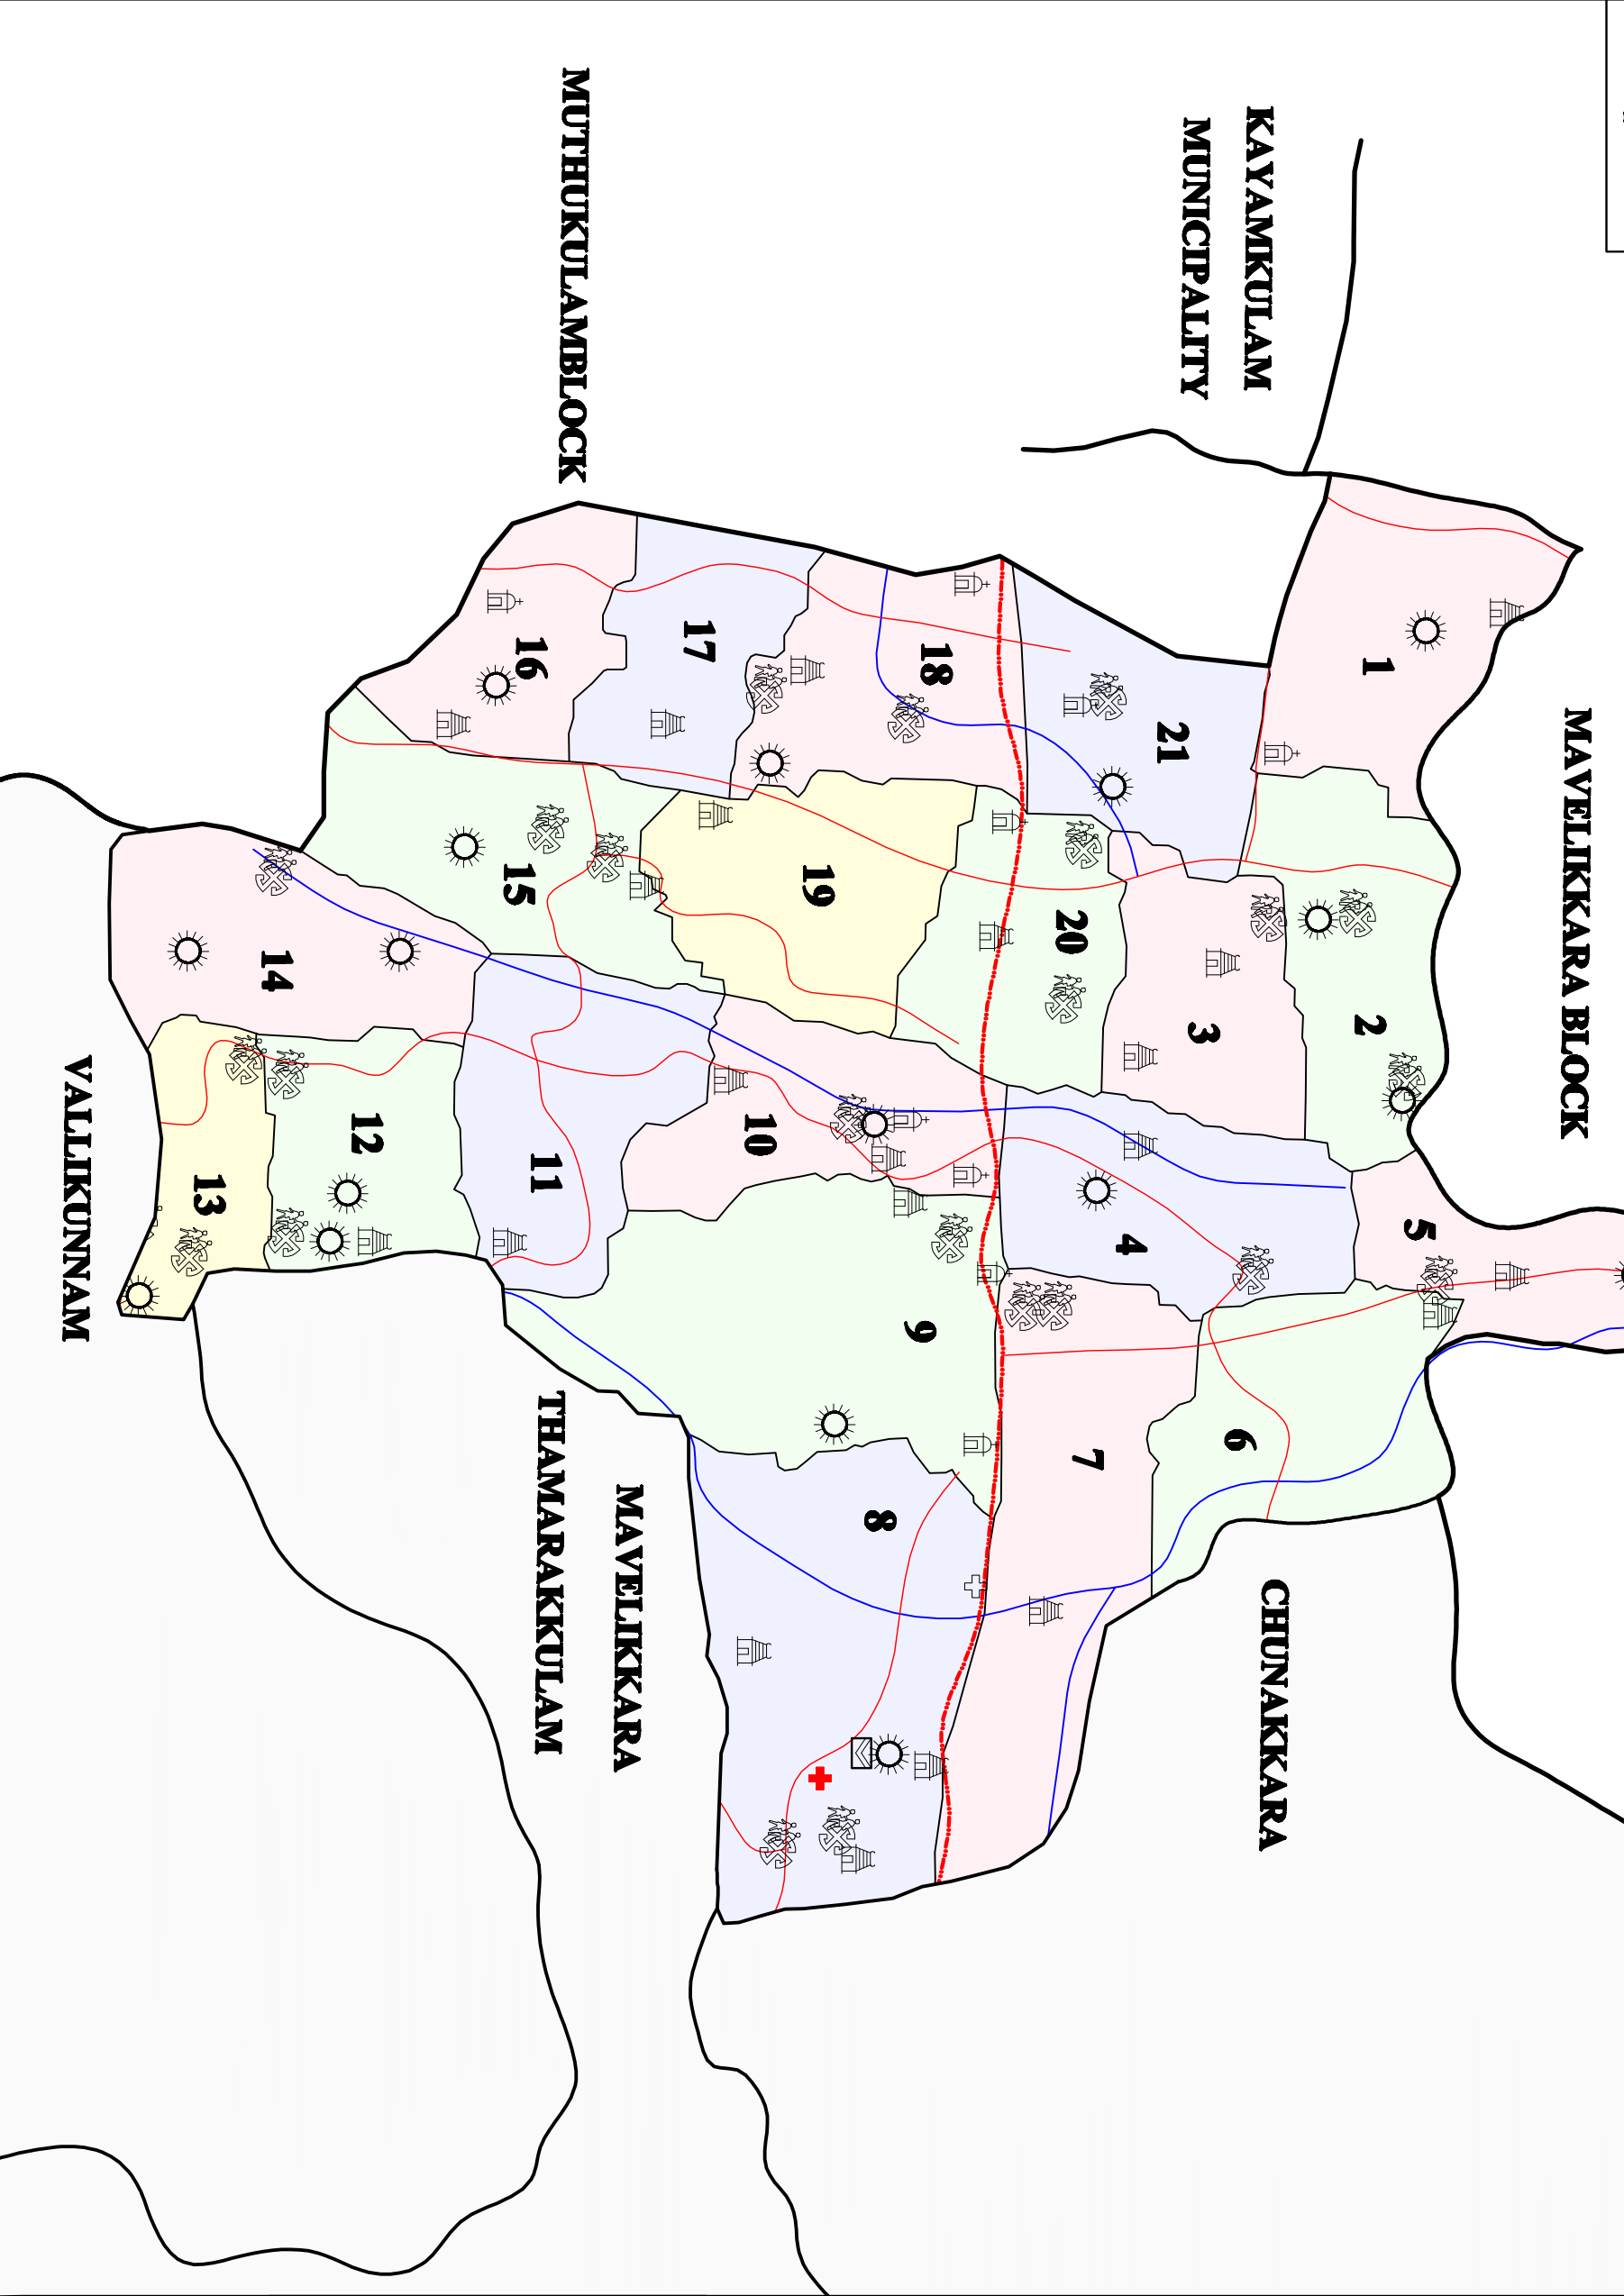 MAVELIKKARA BLOCK
5
1
2
KAYAMKULAM
MUNICIPALITY
CHUNAKKARA
6
3
21
4
7
20
18
9
8
19
10
17
MAVELIKKARA
THAMARAKKULAM
MUTHUKULAMBLOCK
11
16
15
12
14
13
VALLIKUNNAM